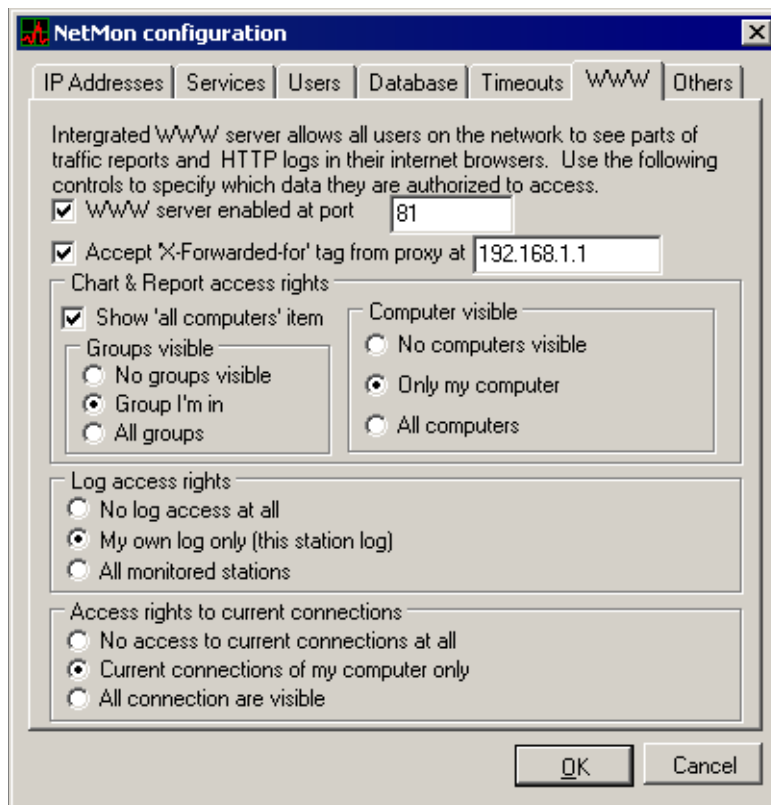 NetMon configuration
IP Addresses Services Users Database Timeouts WWW Others
Intergrated WWW server allows all users on the network to see parts of
traffic reports and HTTP logs in their internet browsers. Use the following
controls to specify which data they are authorized to access.
WWW server enabled at port 81
Accept 'X-Forwarded-for' tag from proxy at 192.168.1.1
Chart & Report access rights
Show 'all computers' item
Groups visible
No groups visible
Group I'm in
All groups
Computer visible
No computers visible
Only my computer
All computers
Log access rights
No log access at all
My own log only (this station log)
All monitored stations
Access rights to current connections
No access to current connections at all
Current connections of my computer only
All connection are visible
OK Cancel